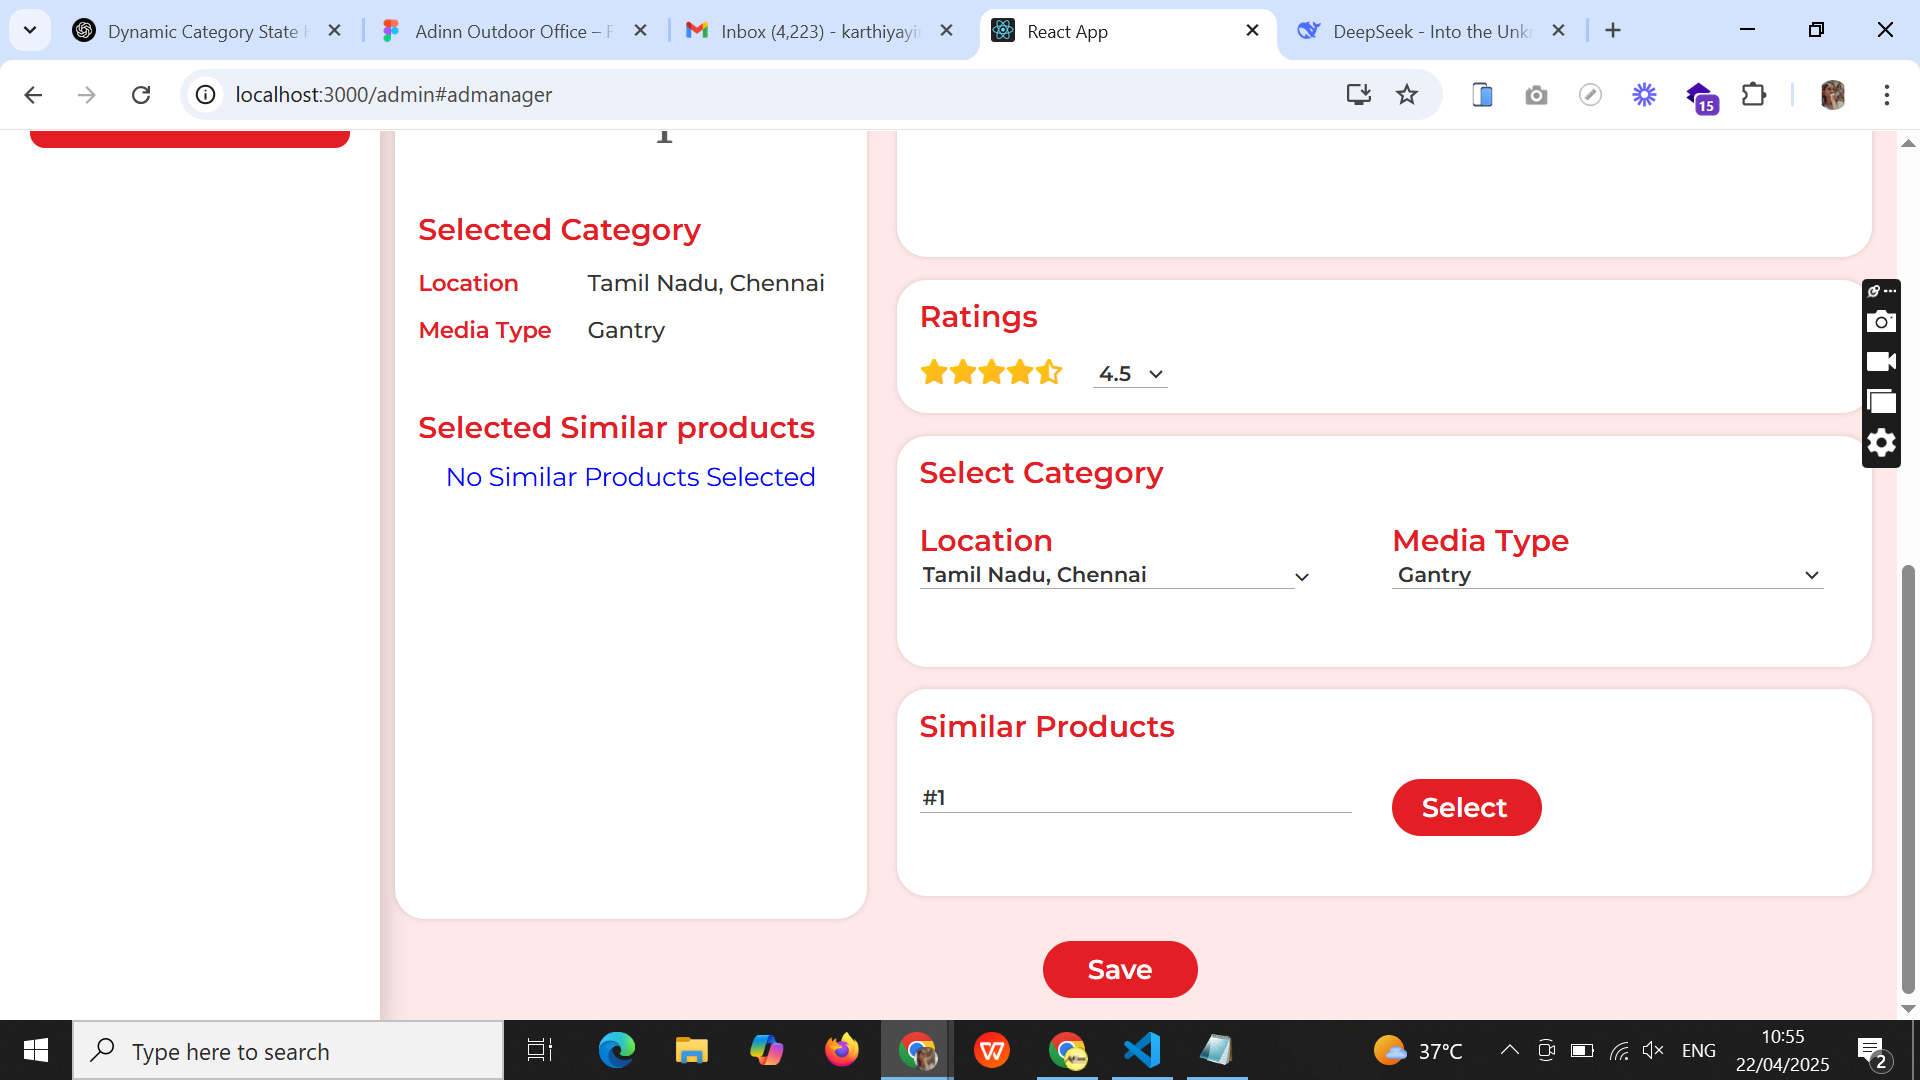 Dynamic Category State
Adinn Outdoor Office –
Inbox (4,223) - karthiyayi
React App
DeepSeek - Into the Unk
localhost:3000/admin#admanager
15
Selected Category
Location
Tamil Nadu, Chennai
Media Type
Gantry
Selected Similar products
No Similar Products Selected
Ratings
4.5
Select Category
Location
Media Type
Tamil Nadu, Chennai
Gantry
Similar Products
#1
Select
Save
Type here to search
37°C
ENG
10:55
22/04/2025
2